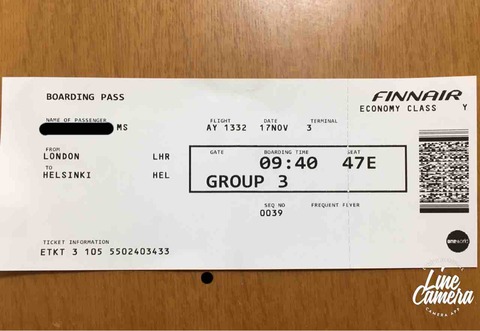 BOARDING PASS
FINNAIR
ECONOMY CLASS Y
NAME OF PASSENGER
MS
FLIGHT DATE TERMINAL
AY 1332 17NOV 3
FROM
LONDON LHR
TO
HELSINKI HEL
GATE BOARDING TIME SEAT
09:40 47E
GROUP 3
SEQ NO FREQUENT FLYER
0039
oneworld
TICKET INFORMATION
ETKT 3 105 5502403433
Line
Camera
CAMERA APP